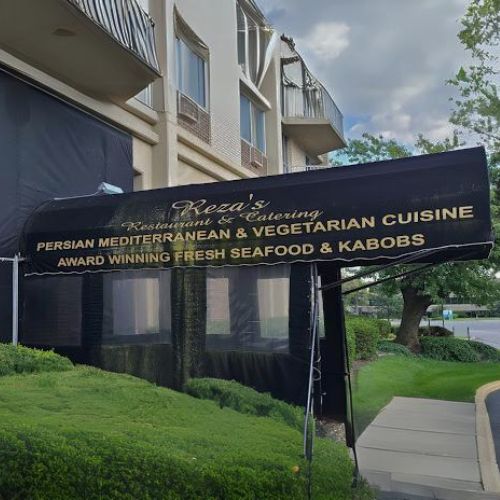 Reza's
Restaurant & Catering
PERSIAN MEDITERRANEAN & VEGETARIAN CUISINE
AWARD WINNING FRESH SEAFOOD & KABOBS